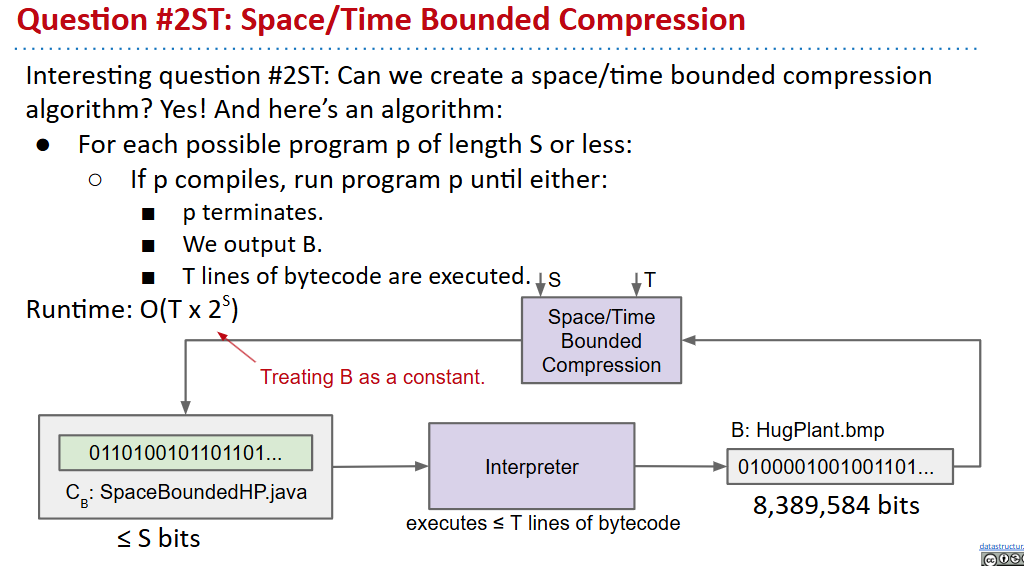 Question #2ST: Space/Time Bounded Compression
Interesting question #2ST: Can we create a space/time bounded compression
algorithm? Yes! And here’s an algorithm:
● For each possible program p of length S or less:
○ If p compiles, run program p until either:
■ p terminates.
■ We output B.
■ T lines of bytecode are executed.
S
T
Runtime: O(T x 2^S)
Space/Time
Bounded
Compression
Treating B as a constant.
B: HugPlant.bmp
0110100101101101...
C_B: SpaceBoundedHP.java
Interpreter
0100001001001101...
8,389,584 bits
executes ≤ T lines of bytecode
≤ S bits